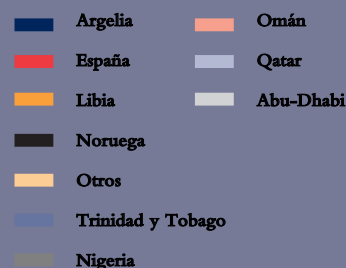 Argelia
España
Libia
Noruega
Otros
Trinidad y Tobago
Nigeria
Omán
Qatar
Abu-Dhabi